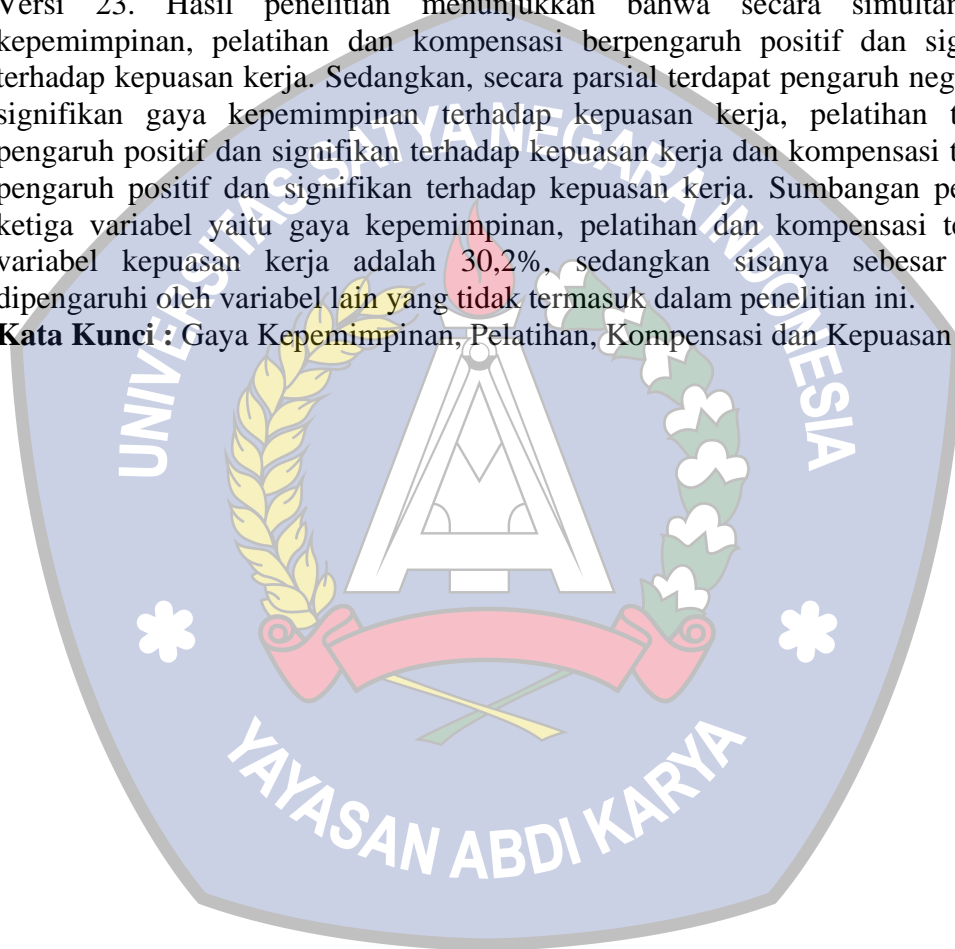 Versi 23. Hasil penelitian menunjukkan bahwa secara simultan
kepemimpinan, pelatihan dan kompensasi berpengaruh positif dan sig
terhadap kepuasan kerja. Sedangkan, secara parsial terdapat pengaruh neg
signifikan gaya kepemimpinan terhadap kepuasan kerja, pelatihan t
pengaruh positif dan signifikan terhadap kepuasan kerja dan kompensasi t
pengaruh positif dan signifikan terhadap kepuasan kerja. Sumbangan pe
ketiga variabel yaitu gaya kepemimpinan, pelatihan dan kompensasi te
variabel kepuasan kerja adalah 30,2%, sedangkan sisanya sebesar
dipengaruhi oleh variabel lain yang tidak termasuk dalam penelitian ini.
Kata Kunci : Gaya Kepemimpinan, Pelatihan, Kompensasi dan Kepuasan
UNIVERSITAS SATYA NEGARA INDONESIA
YAYASAN ABDI KARYA